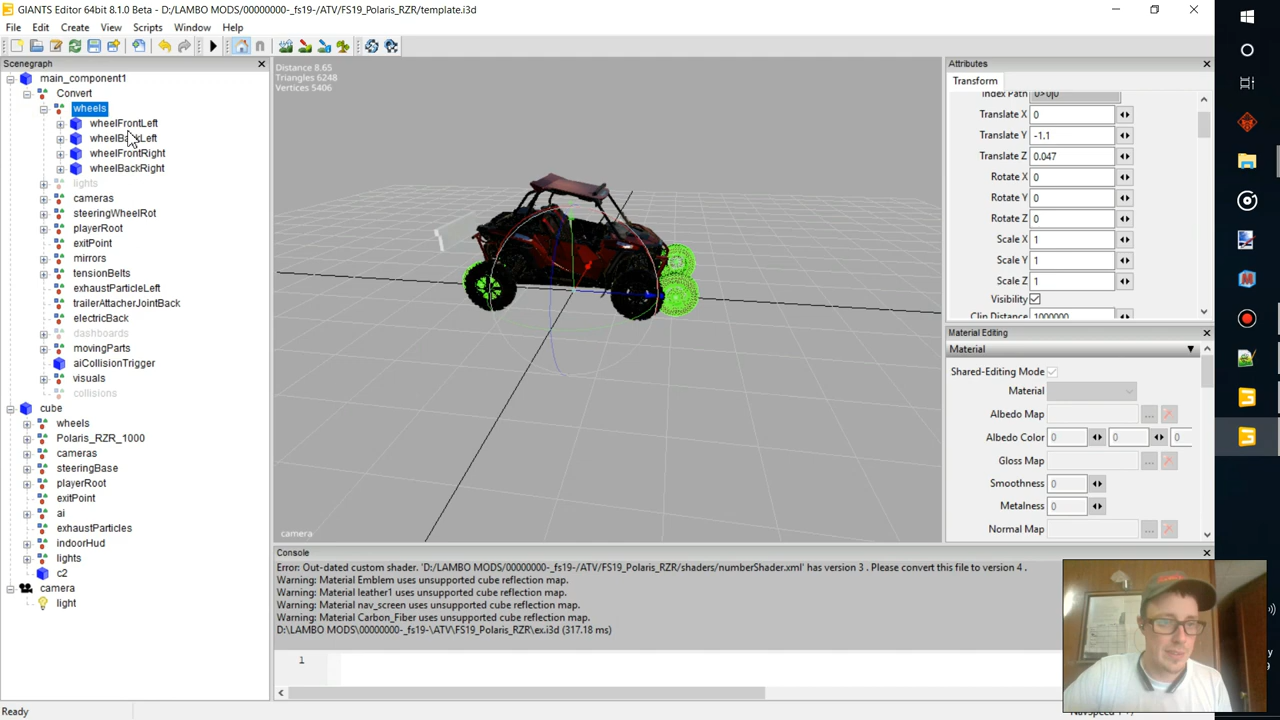 GIANTS Editor 64bit 8.1.0 Beta - D:/LAMBO MODS/00000000-_fs19-/ATV/FS19_Polaris_RZR/template.i3d
File Edit Create View Scripts Window Help
Scenegraph
main_component1
Convert
wheels
wheelFrontLeft
wheelBackLeft
wheelFrontRight
wheelBackRight
lights
cameras
steeringWheelRot
playerRoot
exitPoint
mirrors
tensionBelts
exhaustParticleLeft
trailerAttacherJointBack
electricBack
dashboards
movingParts
aiCollisionTrigger
visuals
collisions
cube
wheels
Polaris_RZR_1000
cameras
steeringBase
playerRoot
exitPoint
ai
exhaustParticles
indoorHud
lights
c2
camera
light
Distance 8.65
Triangles 6248
Vertices 5406
camera
Attributes
Transform
Index Path 0>0|0
Translate X 0
Translate Y -1.1
Translate Z 0.047
Rotate X 0
Rotate Y 0
Rotate Z 0
Scale X 1
Scale Y 1
Scale Z 1
Visibility
Clip Distance 1000000
Material Editing
Material
Shared-Editing Mode
Material
Albedo Map ...
Albedo Color 0 0 0
Gloss Map ...
Smoothness 0
Metalness 0
Normal Map ...
Console
Error: Out-dated custom shader. 'D:/LAMBO MODS/00000000-_fs19-/ATV/FS19_Polaris_RZR/shaders/numberShader.xml' has version 3 . Please convert this file to version 4 .
Warning: Material Emblem uses unsupported cube reflection map.
Warning: Material leather1 uses unsupported cube reflection map.
Warning: Material nav_screen uses unsupported cube reflection map.
Warning: Material Carbon_Fiber uses unsupported cube reflection map.
D:\LAMBO MODS\00000000-_fs19-\ATV\FS19_Polaris_RZR\ex.i3d (317.18 ms)
1
Ready